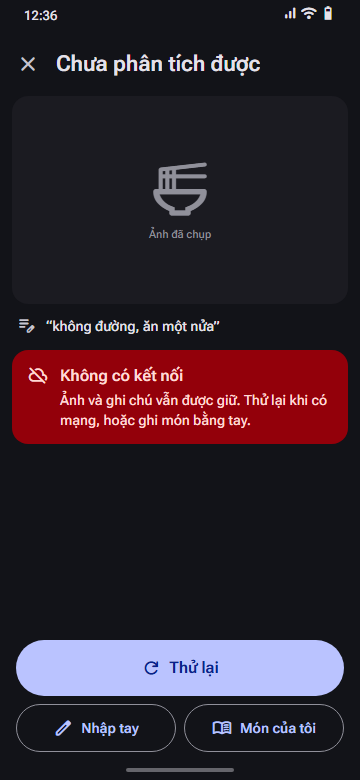 12:36
Chưa phân tích được
Ảnh đã chụp
“không đường, ăn một nửa”
Không có kết nối
Ảnh và ghi chú vẫn được giữ. Thử lại khi có
mạng, hoặc ghi món bằng tay.
Thử lại
Nhập tay
Món của tôi